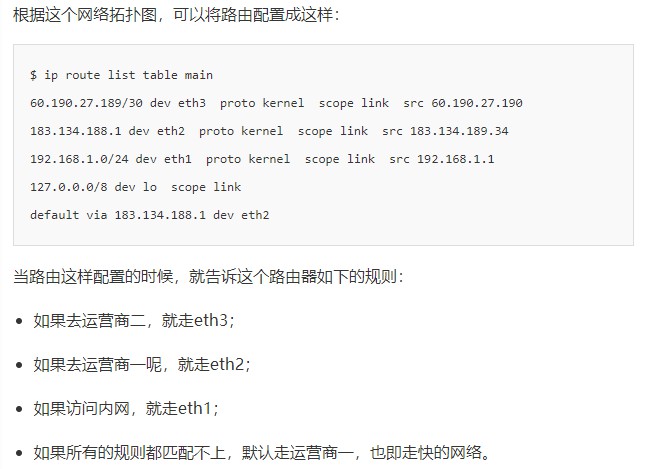 根据这个网络拓扑图，可以将路由配置成这样：
$ ip route list table main
60.190.27.189/30 dev eth3  proto kernel  scope link  src 60.190.27.190
183.134.188.1 dev eth2  proto kernel  scope link  src 183.134.189.34
192.168.1.0/24 dev eth1  proto kernel  scope link  src 192.168.1.1
127.0.0.0/8 dev lo  scope link
default via 183.134.188.1 dev eth2
当路由这样配置的时候，就告诉这个路由器如下的规则：
• 如果去运营商二，就走eth3；
• 如果去运营商一呢，就走eth2；
• 如果访问内网，就走eth1；
• 如果所有的规则都匹配不上，默认走运营商一，也即走快的网络。